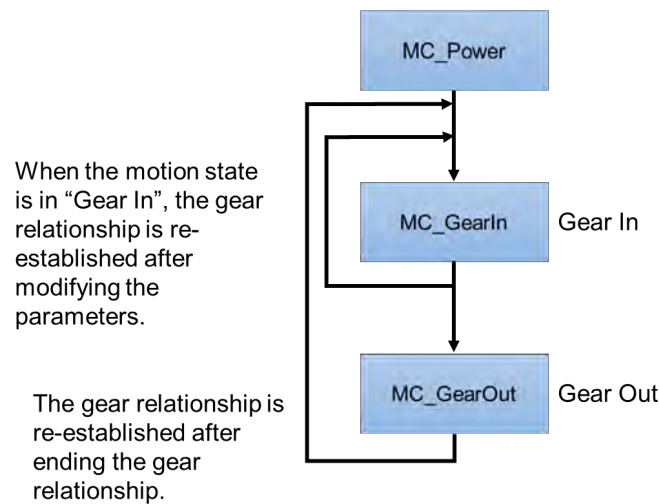 MC_Power
When the motion state
is in “Gear In”, the gear
relationship is re-
established after
modifying the
parameters.
MC_GearIn
Gear In
MC_GearOut
Gear Out
The gear relationship is
re-established after
ending the gear
relationship.